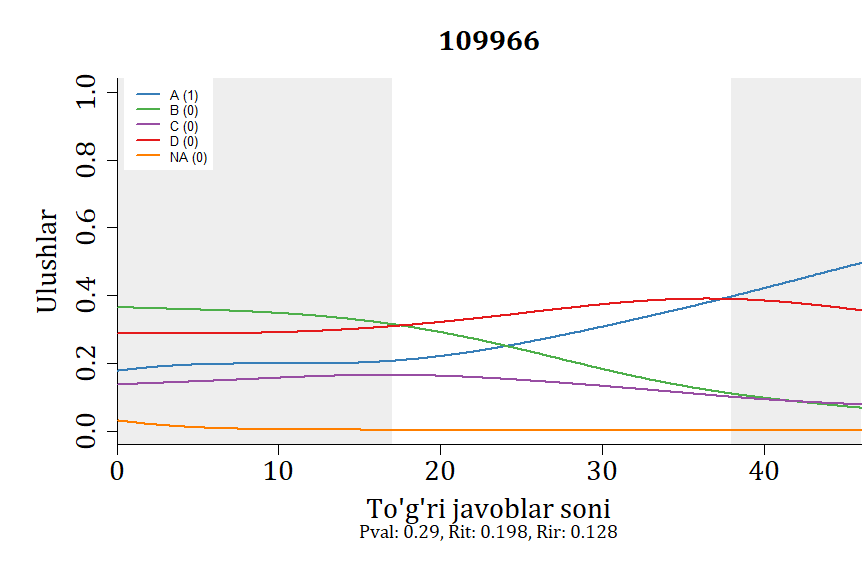 109966
A (1)
B (0)
C (0)
D (0)
NA (0)
Ulushlar
1.0
0.8
0.6
0.4
0.2
0.0
0 10 20 30 40
To'g'ri javoblar soni
Pval: 0.29, Rit: 0.198, Rir: 0.128